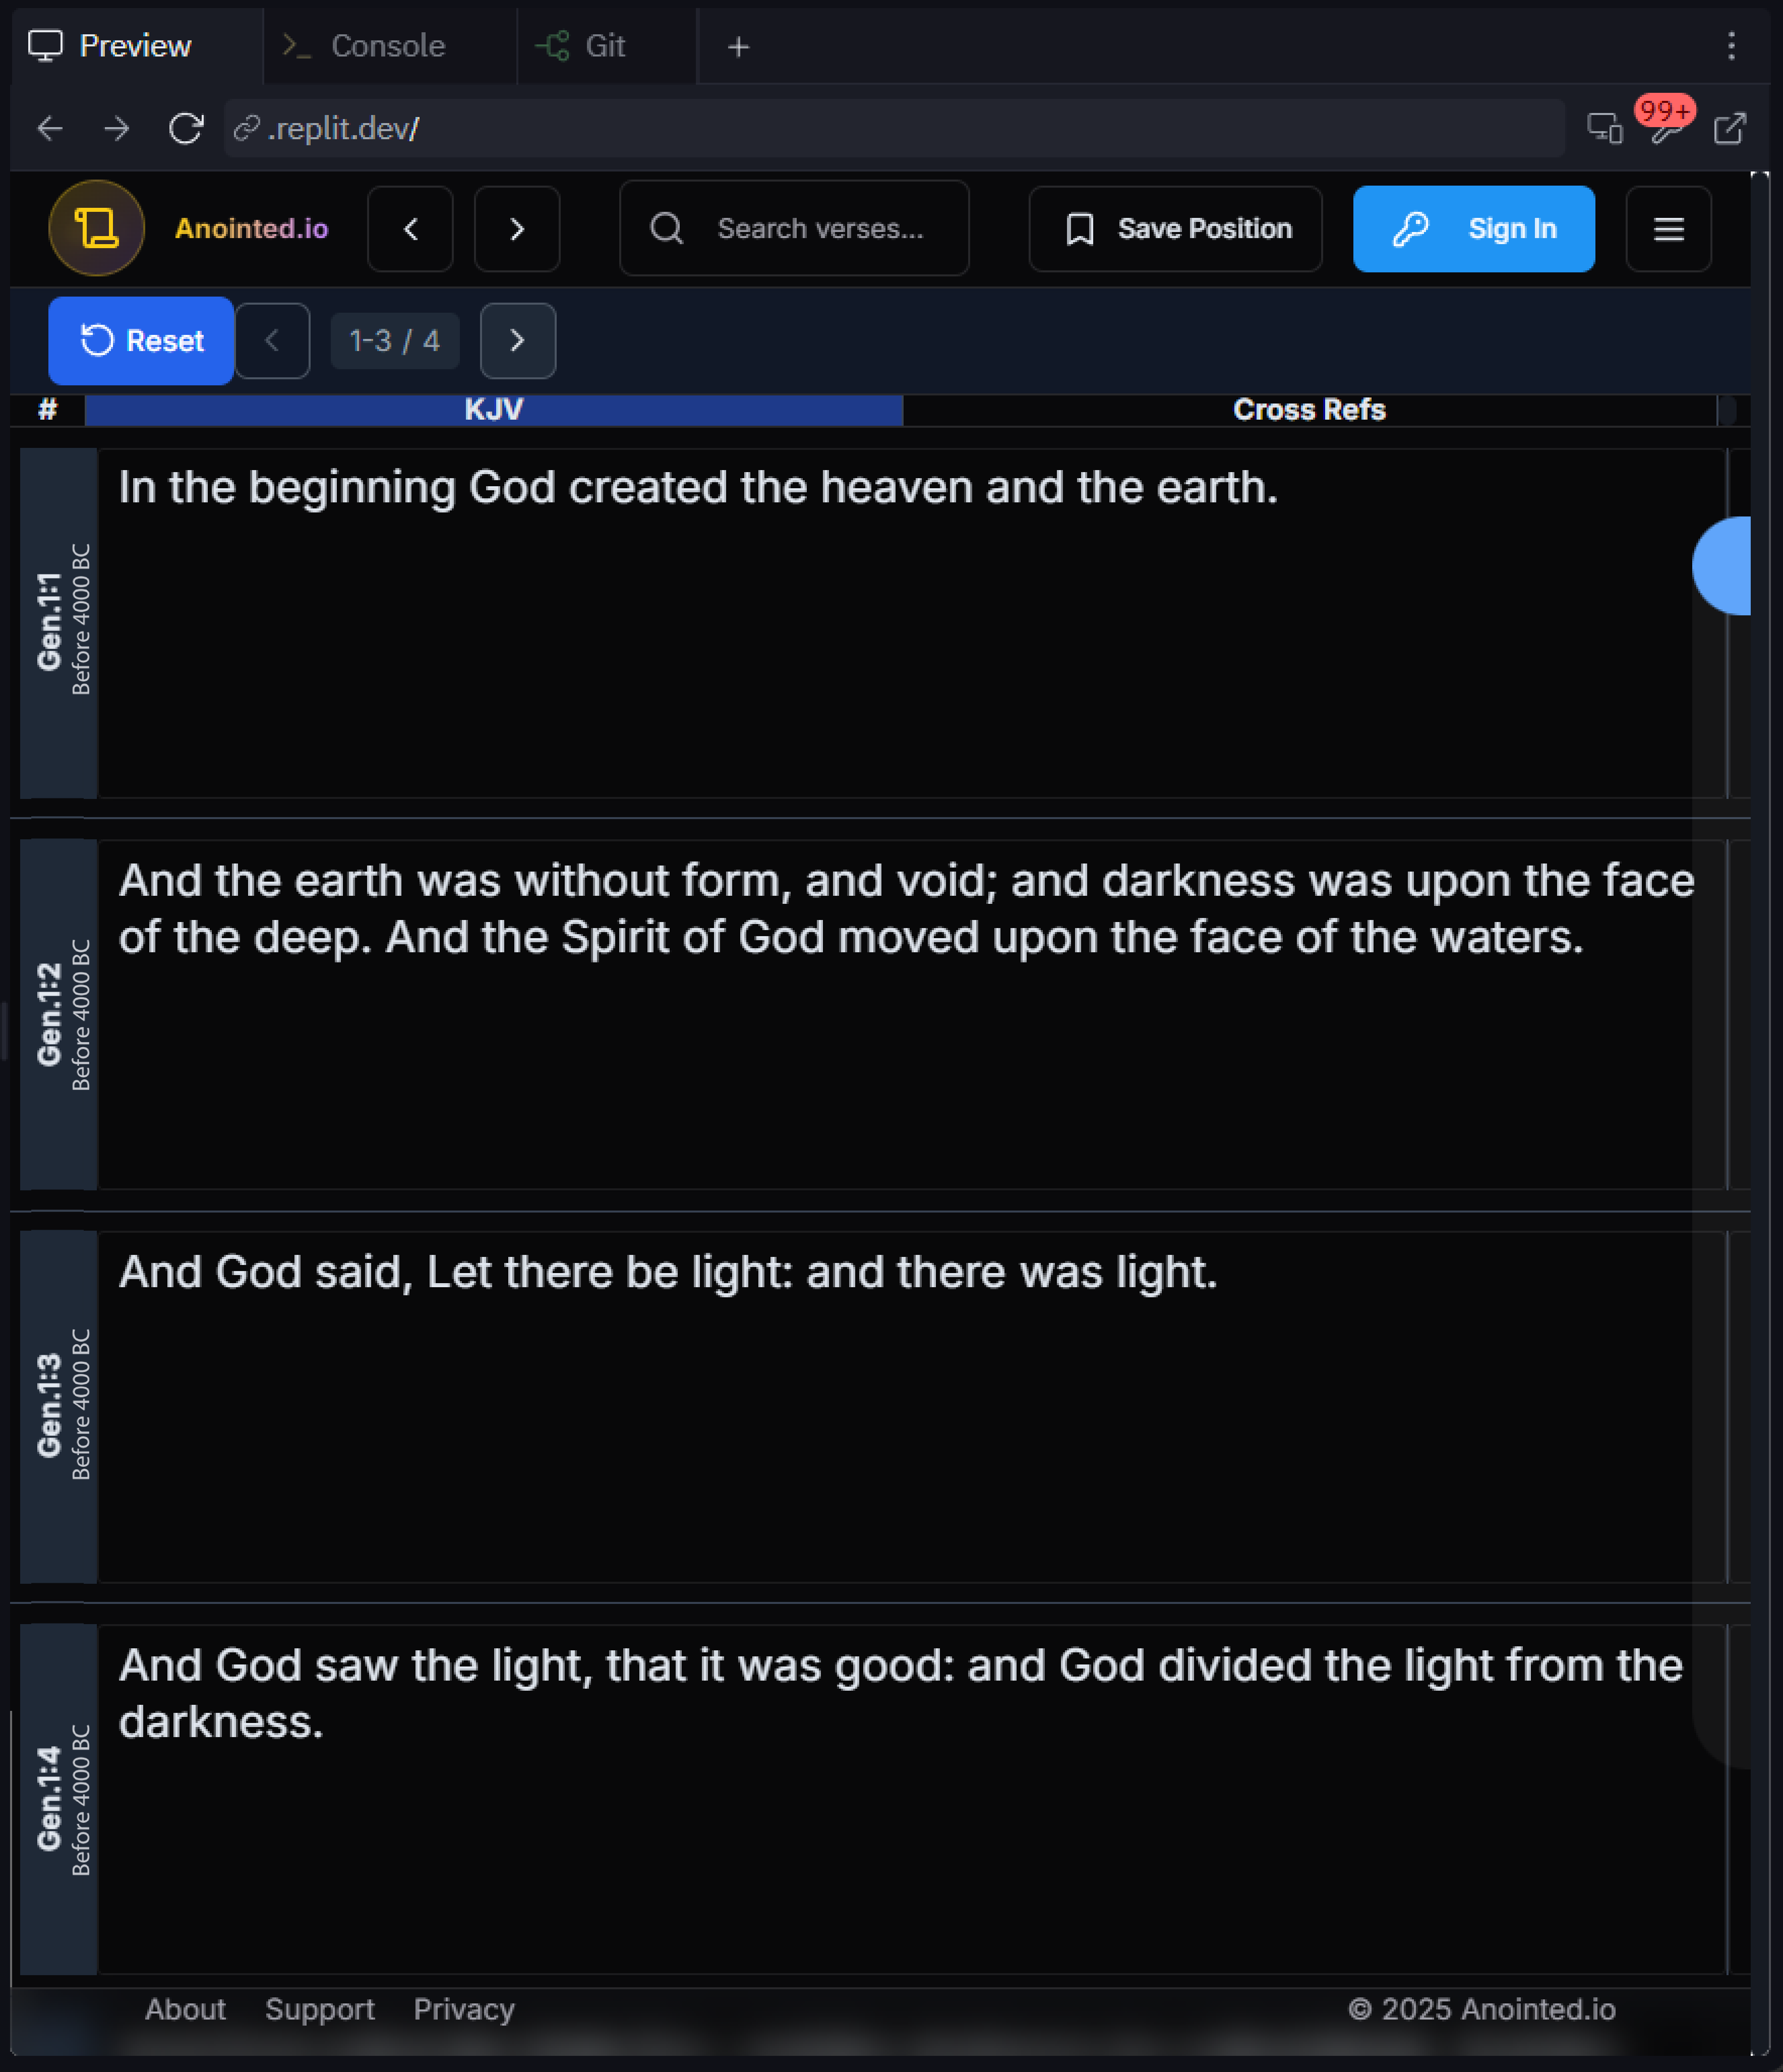 Preview
Console
Git
.replit.dev/
99+
Anointed.io
Search verses...
Save Position
Sign In
Reset
1-3 / 4
# KJV Cross Refs
Gen.1:1
Before 4000 BC
In the beginning God created the heaven and the earth.
Gen.1:2
Before 4000 BC
And the earth was without form, and void; and darkness was upon the face
of the deep. And the Spirit of God moved upon the face of the waters.
Gen.1:3
Before 4000 BC
And God said, Let there be light: and there was light.
Gen.1:4
Before 4000 BC
And God saw the light, that it was good: and God divided the light from the
darkness.
About Support Privacy
© 2025 Anointed.io